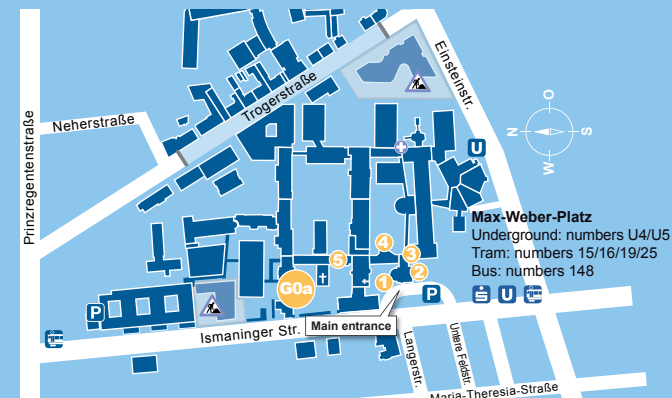 Einsteinstr.
Trogerstraße
Neherstraße
Prinzregentenstraße
O
N
S
W
U
Max-Weber-Platz
Underground: numbers U4/U5
Tram: numbers 15/16/19/25
Bus: numbers 148
S U
4
3
5
2
1
G0a
P
P
Main entrance
Ismaninger Str.
Langerstr.
Untere Feldstr.
Maria-Theresia-Straße